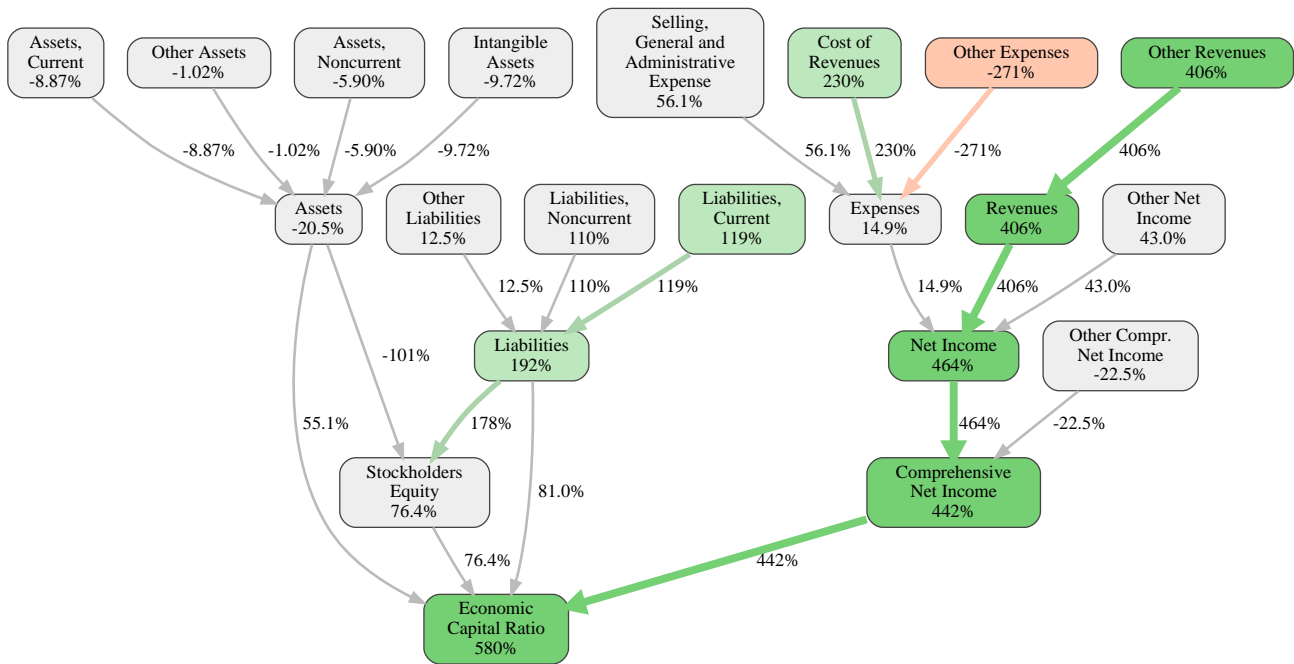 Assets,
Current
-8.87%
Other Assets
-1.02%
Assets,
Noncurrent
-5.90%
Intangible
Assets
-9.72%
Selling,
General and
Administrative
Expense
56.1%
Cost of
Revenues
230%
Other Expenses
-271%
Other Revenues
406%
-8.87%
-1.02%
-5.90%
-9.72%
56.1%
230%
-271%
406%
Assets
-20.5%
Other
Liabilities
12.5%
Liabilities,
Noncurrent
110%
Liabilities,
Current
119%
Expenses
14.9%
Revenues
406%
Other Net
Income
43.0%
12.5%
110%
119%
14.9%
406%
43.0%
-101%
Liabilities
192%
Net Income
464%
Other Compr.
Net Income
-22.5%
55.1%
178%
464%
-22.5%
Stockholders
Equity
76.4%
81.0%
Comprehensive
Net Income
442%
76.4%
442%
Economic
Capital Ratio
580%